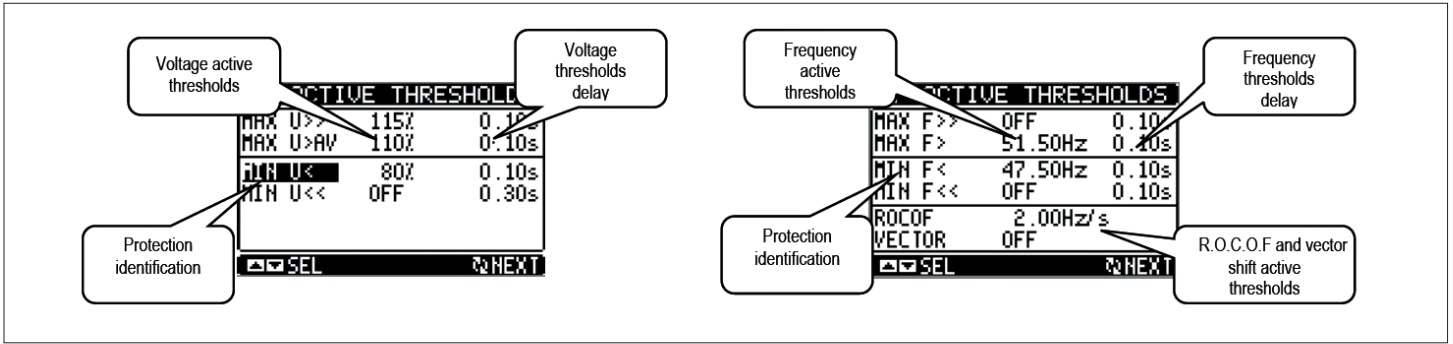 Voltage active
thresholds
Voltage
thresholds
delay
THRESHOLD
MAX U>> 115% 0.10s
MAX U>AV 110% 0.10s
MIN U< 80% 0.10s
MIN U<< OFF 0.30s
Protection
identification
SEL NEXT
Frequency
active
thresholds
Frequency
thresholds
delay
ACTIVE THRESHOLDS
MAX F>> OFF 0.10s
MAX F> 51.50Hz 0.10s
MIN F< 47.50Hz 0.10s
MIN F<< OFF 0.10s
ROCOF 2.00Hz/s
VECTOR OFF
Protection
identification
R.O.C.O.F and vector
shift active
thresholds
SEL NEXT